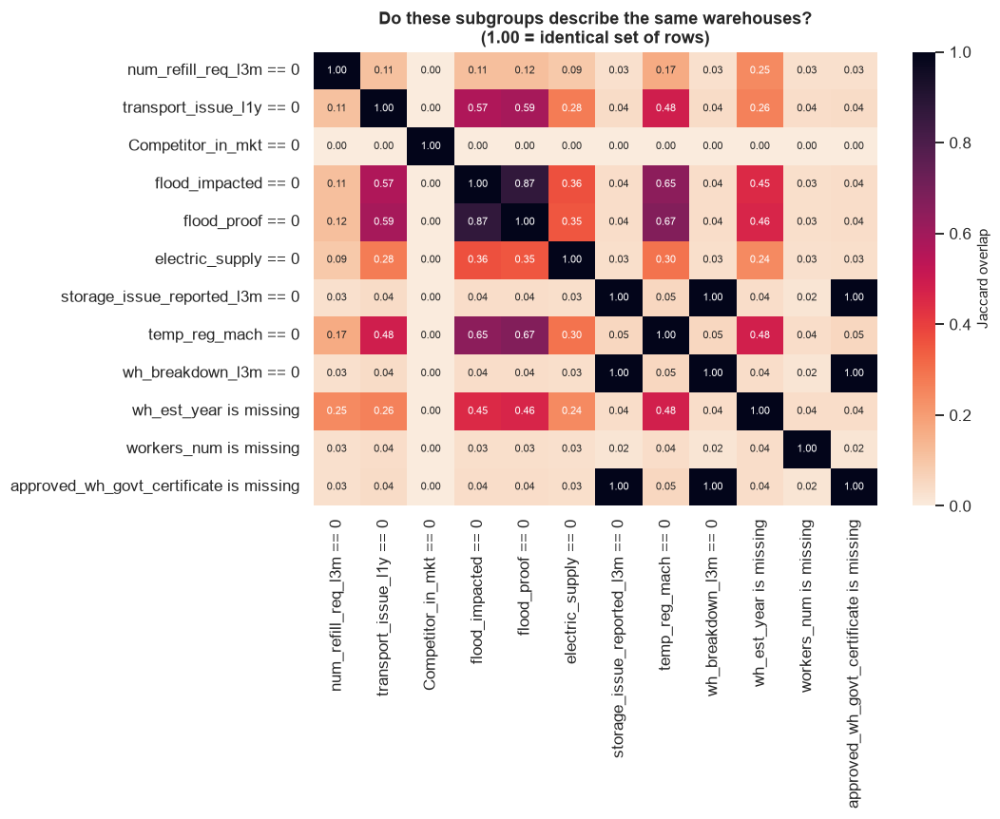 Do these subgroups describe the same warehouses?
(1.00 = identical set of rows)
num_refill_req_l3m == 0 1.00 0.11 0.00 0.11 0.12 0.09 0.03 0.17 0.03 0.25 0.03 0.03
transport_issue_l1y == 0 0.11 1.00 0.00 0.57 0.59 0.28 0.04 0.48 0.04 0.26 0.04 0.04
Competitor_in_mkt == 0 0.00 0.00 1.00 0.00 0.00 0.00 0.00 0.00 0.00 0.00 0.00 0.00
flood_impacted == 0 0.11 0.57 0.00 1.00 0.87 0.36 0.04 0.65 0.04 0.45 0.03 0.04
flood_proof == 0 0.12 0.59 0.00 0.87 1.00 0.35 0.04 0.67 0.04 0.46 0.03 0.04
electric_supply == 0 0.09 0.28 0.00 0.36 0.35 1.00 0.03 0.30 0.03 0.24 0.03 0.03
storage_issue_reported_l3m == 0 0.03 0.04 0.00 0.04 0.04 0.03 1.00 0.05 1.00 0.04 0.02 1.00
temp_reg_mach == 0 0.17 0.48 0.00 0.65 0.67 0.30 0.05 1.00 0.05 0.48 0.04 0.05
wh_breakdown_l3m == 0 0.03 0.04 0.00 0.04 0.04 0.03 1.00 0.05 1.00 0.04 0.02 1.00
wh_est_year is missing 0.25 0.26 0.00 0.45 0.46 0.24 0.04 0.48 0.04 1.00 0.04 0.04
workers_num is missing 0.03 0.04 0.00 0.03 0.03 0.03 0.02 0.04 0.02 0.04 1.00 0.02
approved_wh_govt_certificate is missing 0.03 0.04 0.00 0.04 0.04 0.03 1.00 0.05 1.00 0.04 0.02 1.00
num_refill_req_l3m == 0
transport_issue_l1y == 0
Competitor_in_mkt == 0
flood_impacted == 0
flood_proof == 0
electric_supply == 0
storage_issue_reported_l3m == 0
temp_reg_mach == 0
wh_breakdown_l3m == 0
wh_est_year is missing
workers_num is missing
approved_wh_govt_certificate is missing
1.0
0.8
0.6
0.4
0.2
0.0
Jaccard overlap